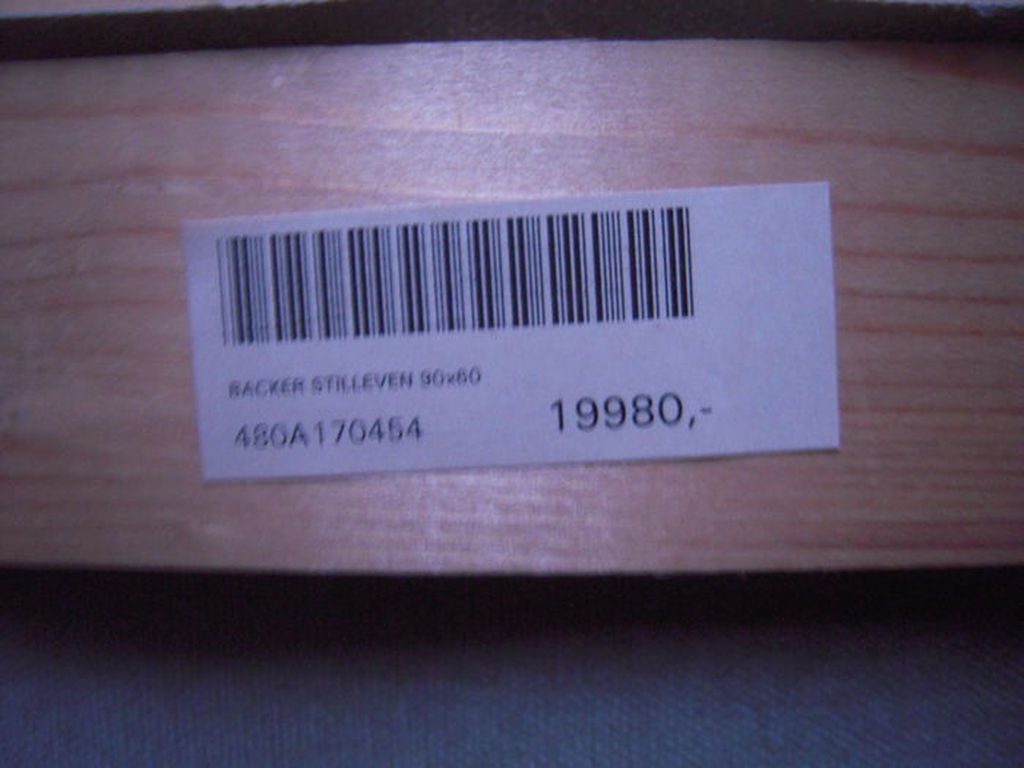 BACKER STILLEVEN 90x60
480A170454
19980,-